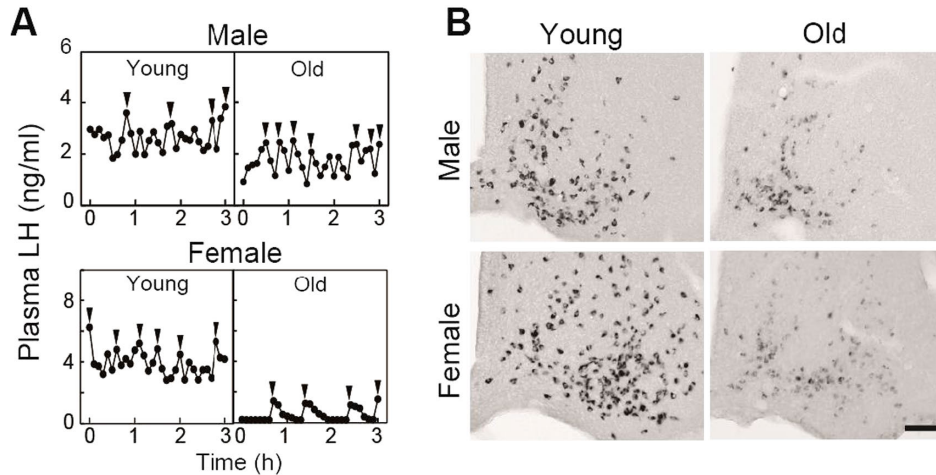 A
Male
6
Young
Old
4
2
0
0 1 2 3
0 1 2 3
Plasma LH (ng/ml)
Female
Young
Old
8
4
0
0 1 2 3
0 1 2 3
Time (h)
B
Young
Old
Male
Female